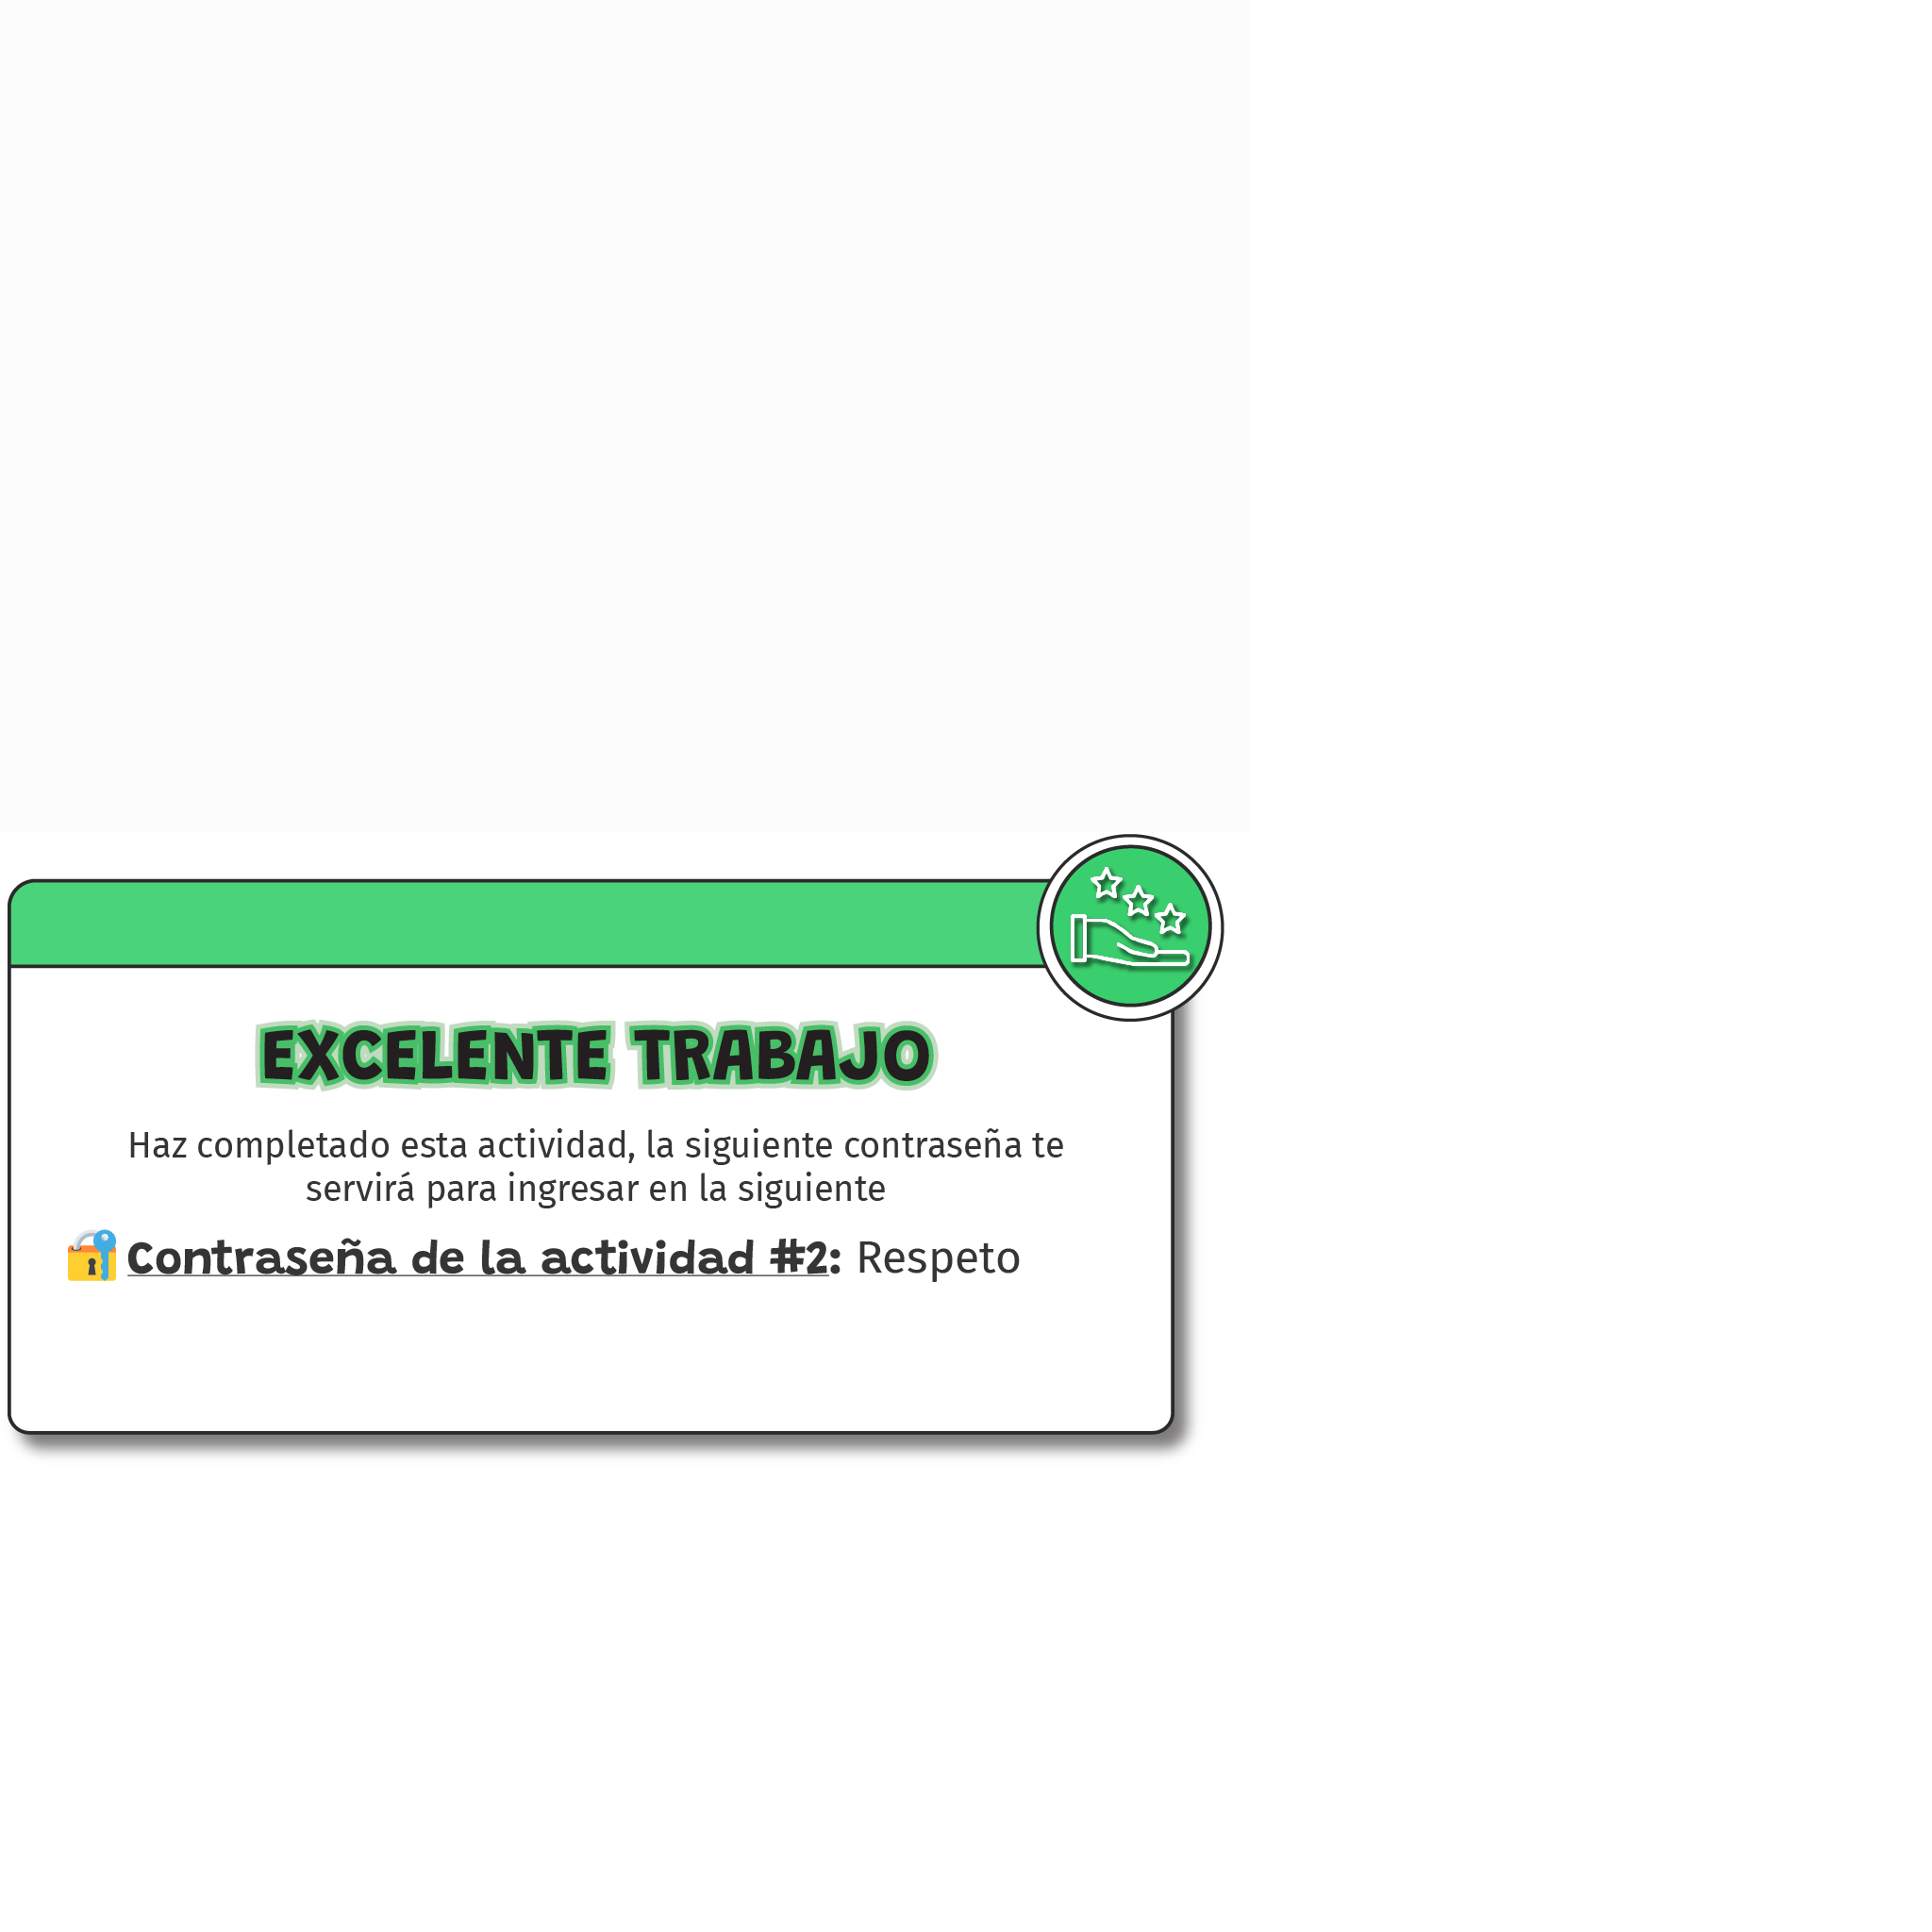 EXCELENTE TRABAJO
Haz completado esta actividad, la siguiente contraseña te
servirá para ingresar en la siguiente
🔐 Contraseña de la actividad #2: Respeto